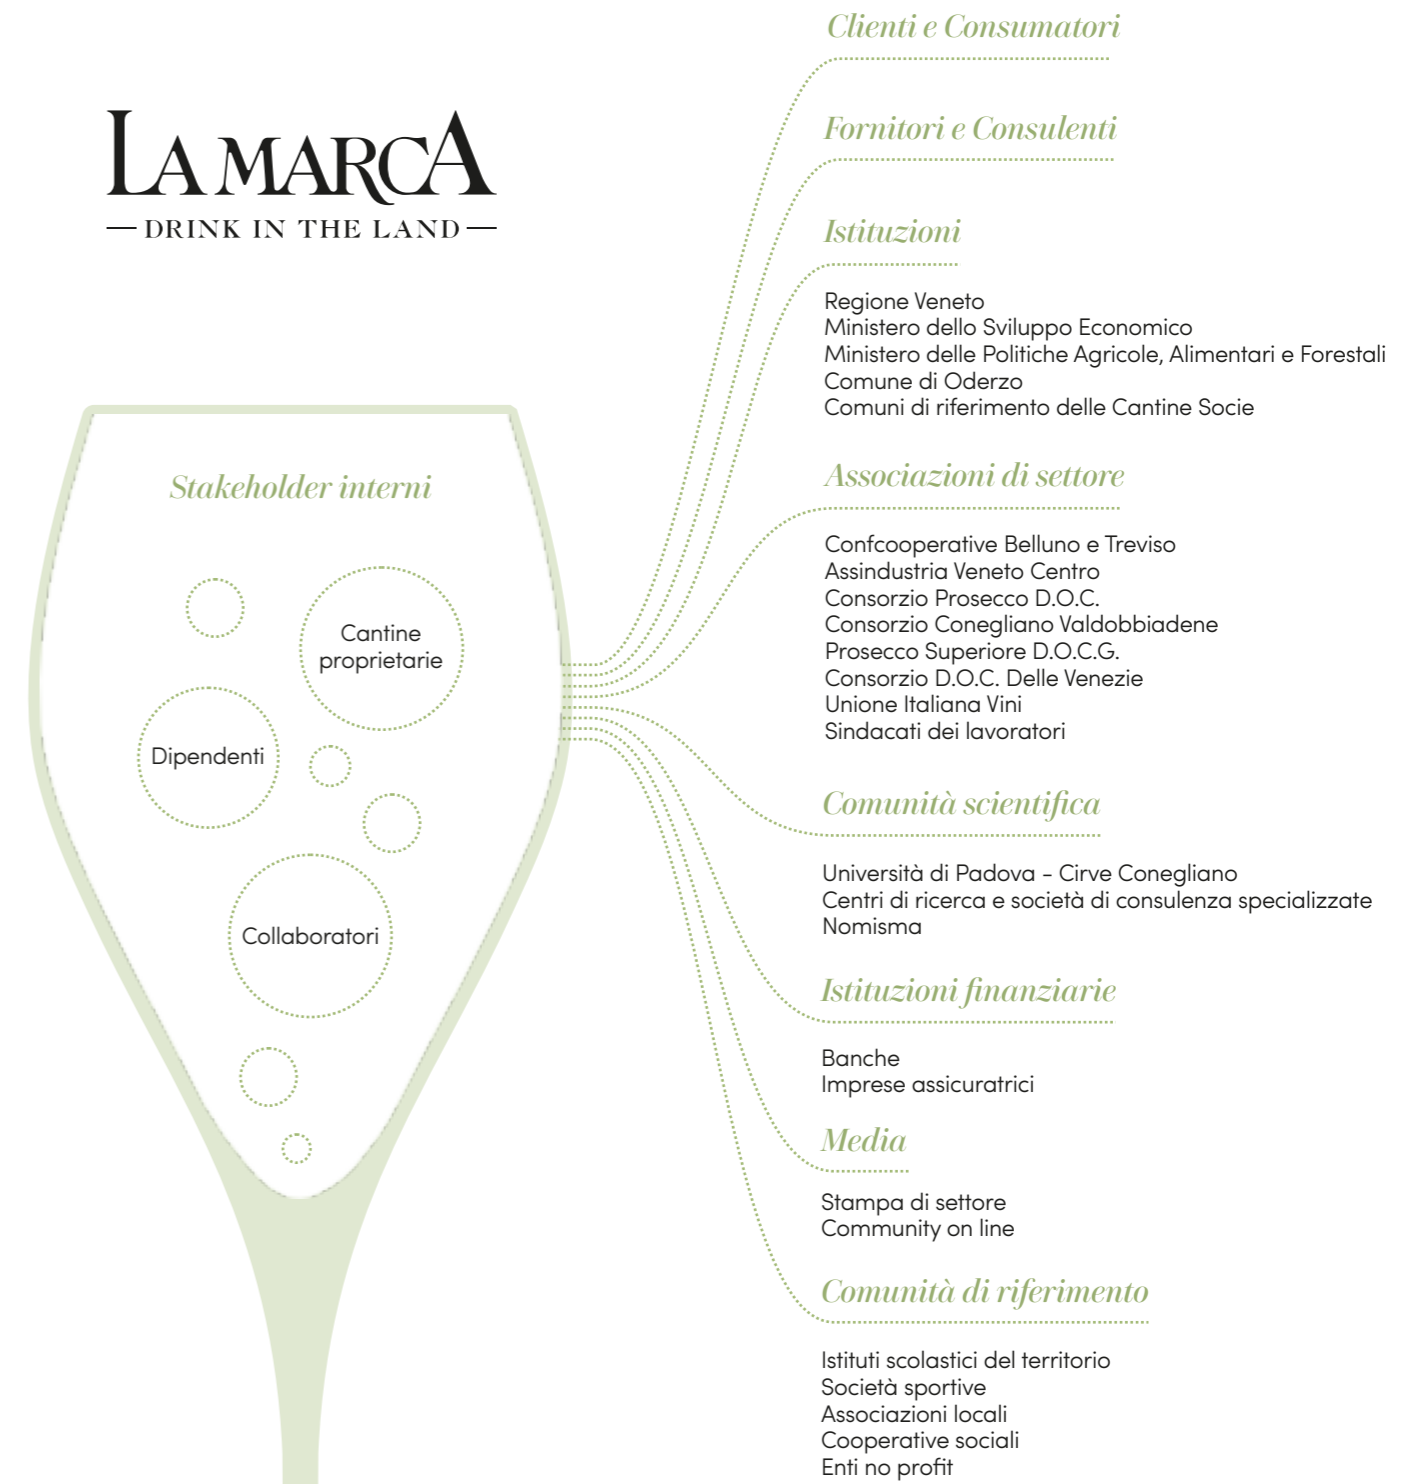 LA MARCA
DRINK IN THE LAND
Stakeholder interni
Cantine
proprietarie
Dipendenti
Collaboratori
Clienti e Consumatori
Fornitori e Consulenti
Istituzioni
Regione Veneto
Ministero dello Sviluppo Economico
Ministero delle Politiche Agricole, Alimentari e Forestali
Comune di Oderzo
Comuni di riferimento delle Cantine Socie
Associazioni di settore
Confcooperative Belluno e Treviso
Assindustria Veneto Centro
Consorzio Prosecco D.O.C.
Consorzio Conegliano Valdobbiadene
Prosecco Superiore D.O.C.G.
Consorzio D.O.C. Delle Venezie
Unione Italiana Vini
Sindacati dei lavoratori
Comunità scientifica
Università di Padova - Cirve Conegliano
Centri di ricerca e società di consulenza specializzate
Nomisma
Istituzioni finanziarie
Banche
Imprese assicuratrici
Media
Stampa di settore
Community on line
Comunità di riferimento
Istituti scolastici del territorio
Società sportive
Associazioni locali
Cooperative sociali
Enti no profit